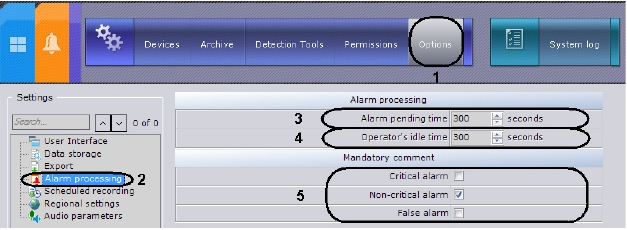 Devices Archive Detection Tools Permissions Options System log
1
Settings
Search... 0 of 0
User Interface
Data storage
Export
Alarm processing 2
Scheduled recording
Regional settings
Audio parameters
Alarm processing
3 Alarm pending time 300 seconds
4 Operator's idle time 300 seconds
Mandatory comment
Critical alarm
5 Non-critical alarm
False alarm